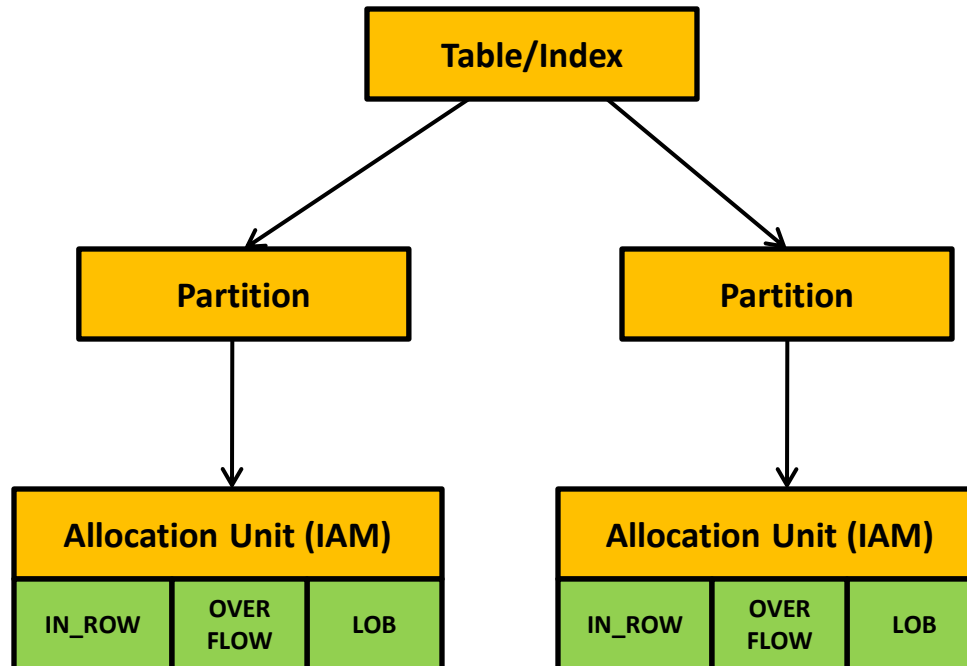 Table/Index
Partition
Partition
Allocation Unit (IAM)
Allocation Unit (IAM)
IN_ROW
OVER
FLOW
LOB
IN_ROW
OVER
FLOW
LOB